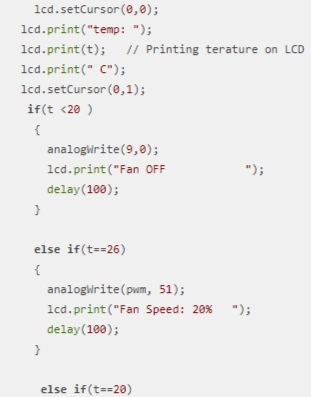 lcd.setCursor(0,0);
lcd.print("temp: ");
lcd.print(t);   // Printing terature on LCD
lcd.print(" C");
lcd.setCursor(0,1);
if(t <20 )
{
analogWrite(9,0);
lcd.print("Fan OFF            ");
delay(100);
}
else if(t==26)
{
analogWrite(pwm, 51);
lcd.print("Fan Speed: 20%   ");
delay(100);
}
else if(t==20)